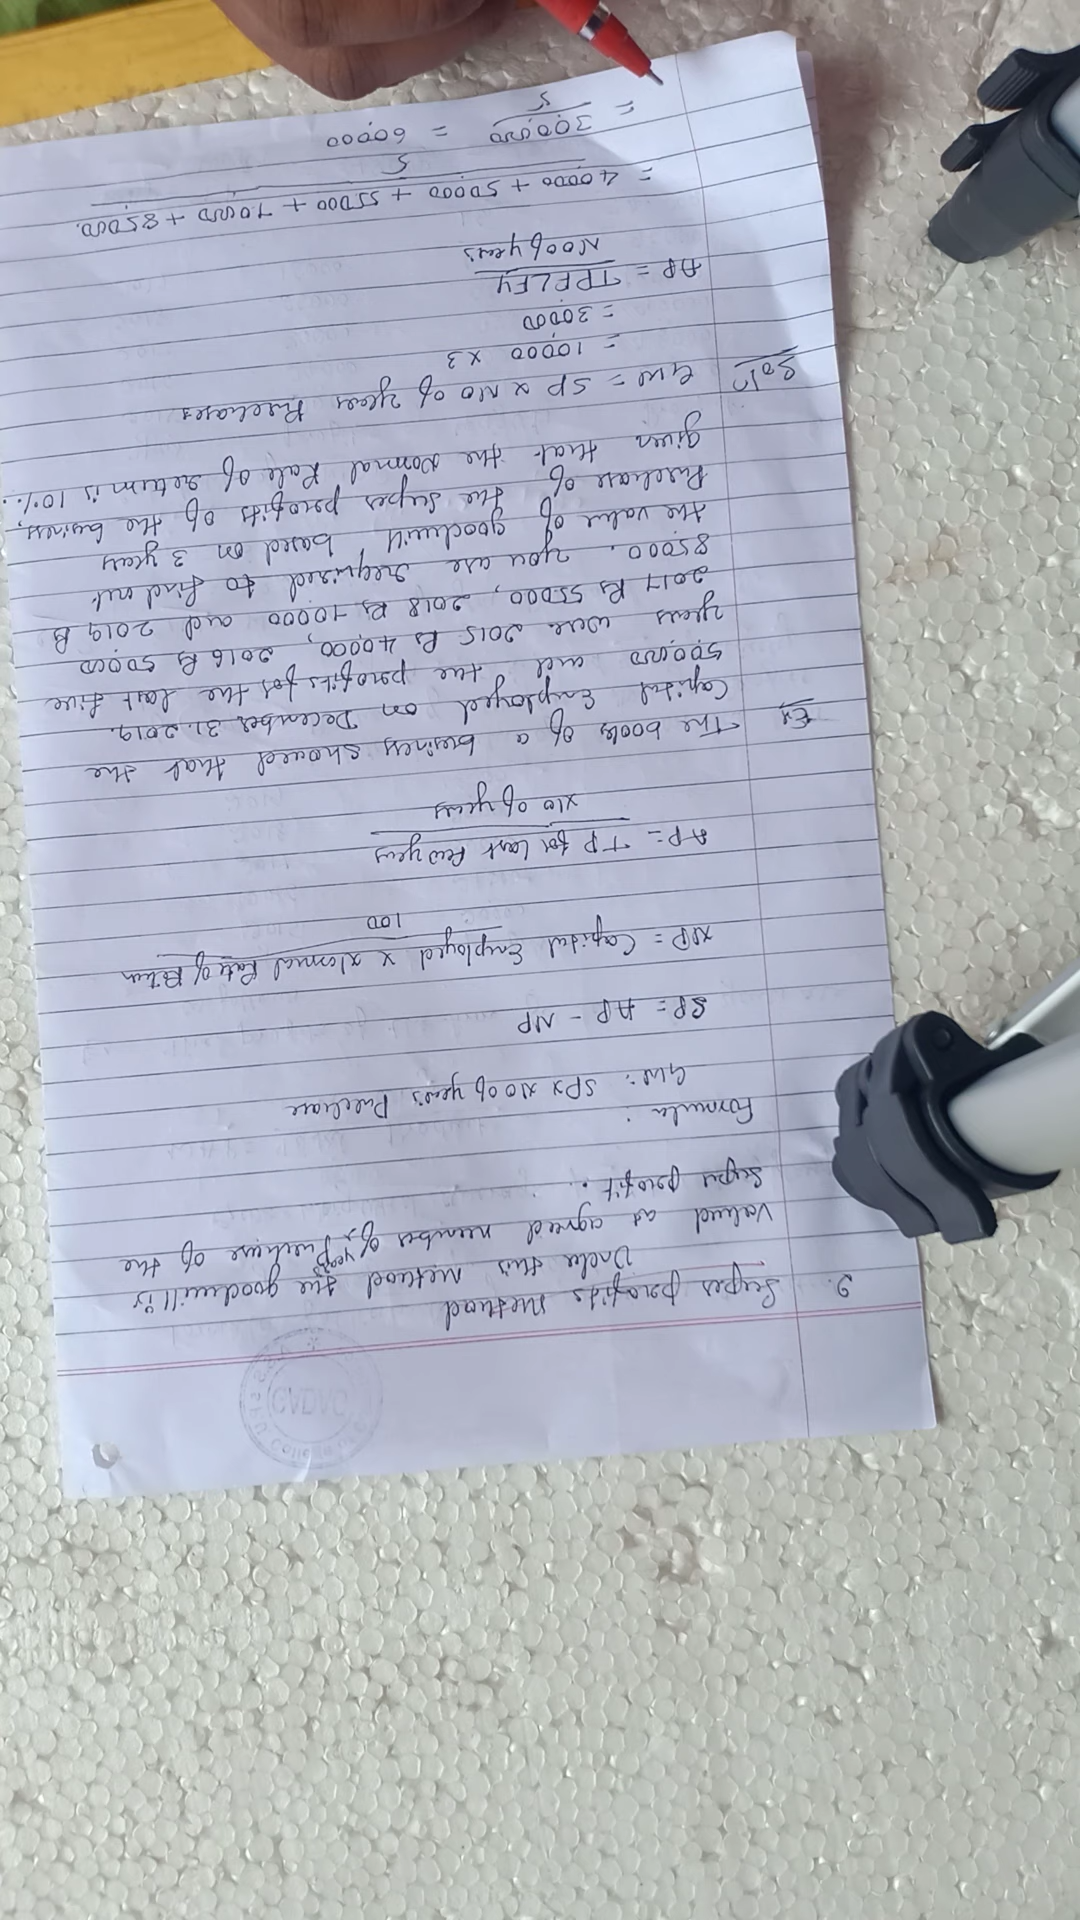 2. Super profits Method
Under this Method the goodwill is
Valued as agreed number of years Purchase of the
Super profit.
Formula:
GW: SP x No of year's Purchase
SP = AP - NP
NP = Capital Employed x Normal Rate of Return
100
AP = TP for Last few years
No of years
Ex The books of a business showed that the
Capital Employed on December 31.2019.
500000 and the profits for the last five
years were 2015 Rs 40000, 2016 Rs 50000
2017 Rs 55000, 2018 Rs 70000 and 2019 Rs
85000. you are required to find out
the value of goodwill based on 3 years
Purchase of the super profits of the business,
given that the Normal Rate of return is 10%.
Soln GW = SP x No of years Purchases
= 10000 x 3
= 30000
AP = TPFLFY
No of years
= 40000 + 50000 + 55000 + 70000 + 85000.
5
= 300000 = 60000
5
CADAC